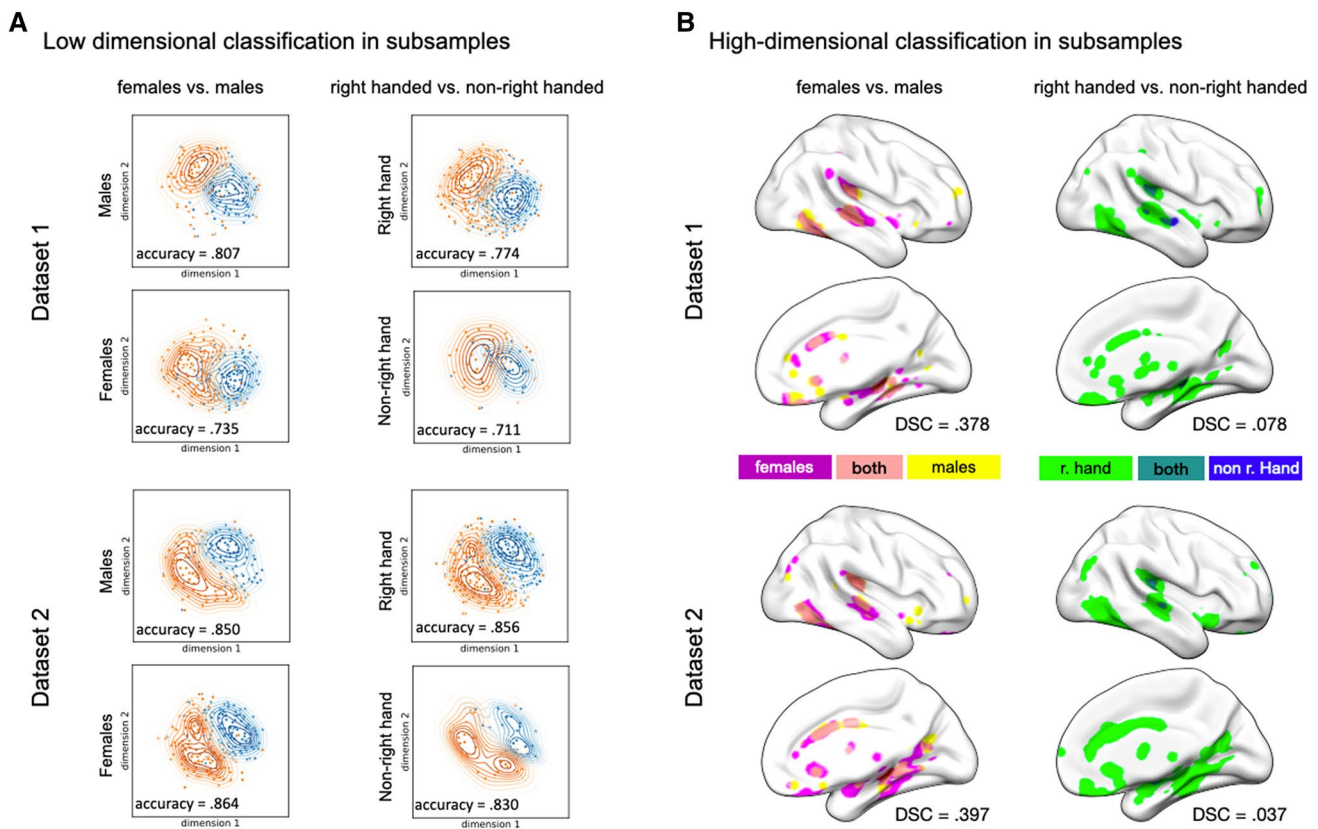 A
Low dimensional classification in subsamples
females vs. males
right handed vs. non-right handed
Dataset 1
Males
dimension 2
accuracy = .807
dimension 1
Right hand
dimension 2
accuracy = .774
dimension 1
Females
dimension 2
accuracy = .735
dimension 1
Non-right hand
dimension 2
accuracy = .711
dimension 1
Dataset 2
Males
dimension 2
accuracy = .850
dimension 1
Right hand
dimension 2
accuracy = .856
dimension 1
Females
dimension 2
accuracy = .864
dimension 1
Non-right hand
dimension 2
accuracy = .830
dimension 1
B
High-dimensional classification in subsamples
females vs. males
right handed vs. non-right handed
Dataset 1
DSC = .378
DSC = .078
females both males
r. hand both non r. Hand
Dataset 2
DSC = .397
DSC = .037